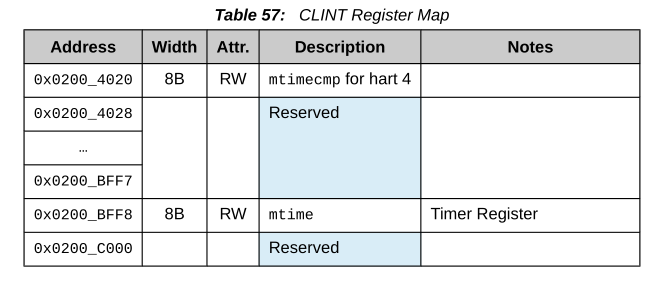 Table 57: CLINT Register Map
Address Width Attr. Description Notes
0x0200_4020 8B RW mtimecmp for hart 4
0x0200_4028 Reserved
…
0x0200_BFF7
0x0200_BFF8 8B RW mtime Timer Register
0x0200_C000 Reserved